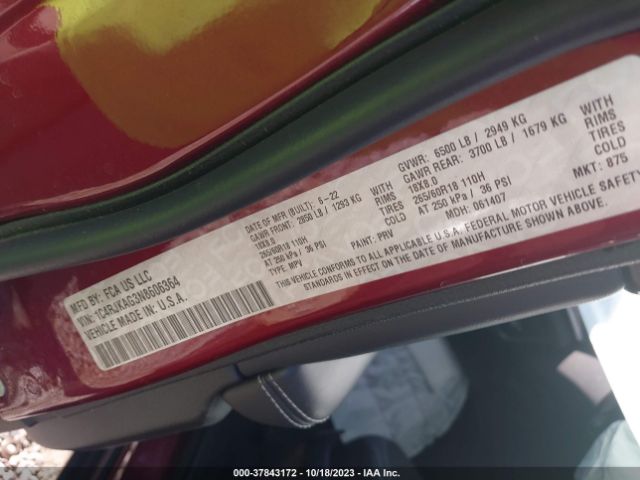 MFD BY: FCA US LLC
DATE OF MFR (BUILT): 6-22
GVWR: 6500 LB / 2949 KG
GAWR FRONT: 2850 LB / 1293 KG WITH
18X8.0 RIMS
265/60R18 110H TIRES
AT 250 kPa / 36 PSI COLD
GAWR REAR: 3700 LB / 1679 KG WITH
18X8.0 RIMS
265/60R18 110H TIRES
AT 250 kPa / 36 PSI COLD
VIN: 1C4RJKAG3N8606364
TYPE: MPV
PAINT: PRV
MDH: 061407
MKT: 875
VEHICLE MADE IN: U.S.A.
THIS VEHICLE CONFORMS TO ALL APPLICABLE U.S.A. FEDERAL MOTOR VEHICLE SAFETY
STANDARDS IN EFFECT ON THE DATE OF MANUFACTURE SHOWN ABOVE.
000-37843172 | 10/18/2023 | IAA Inc.